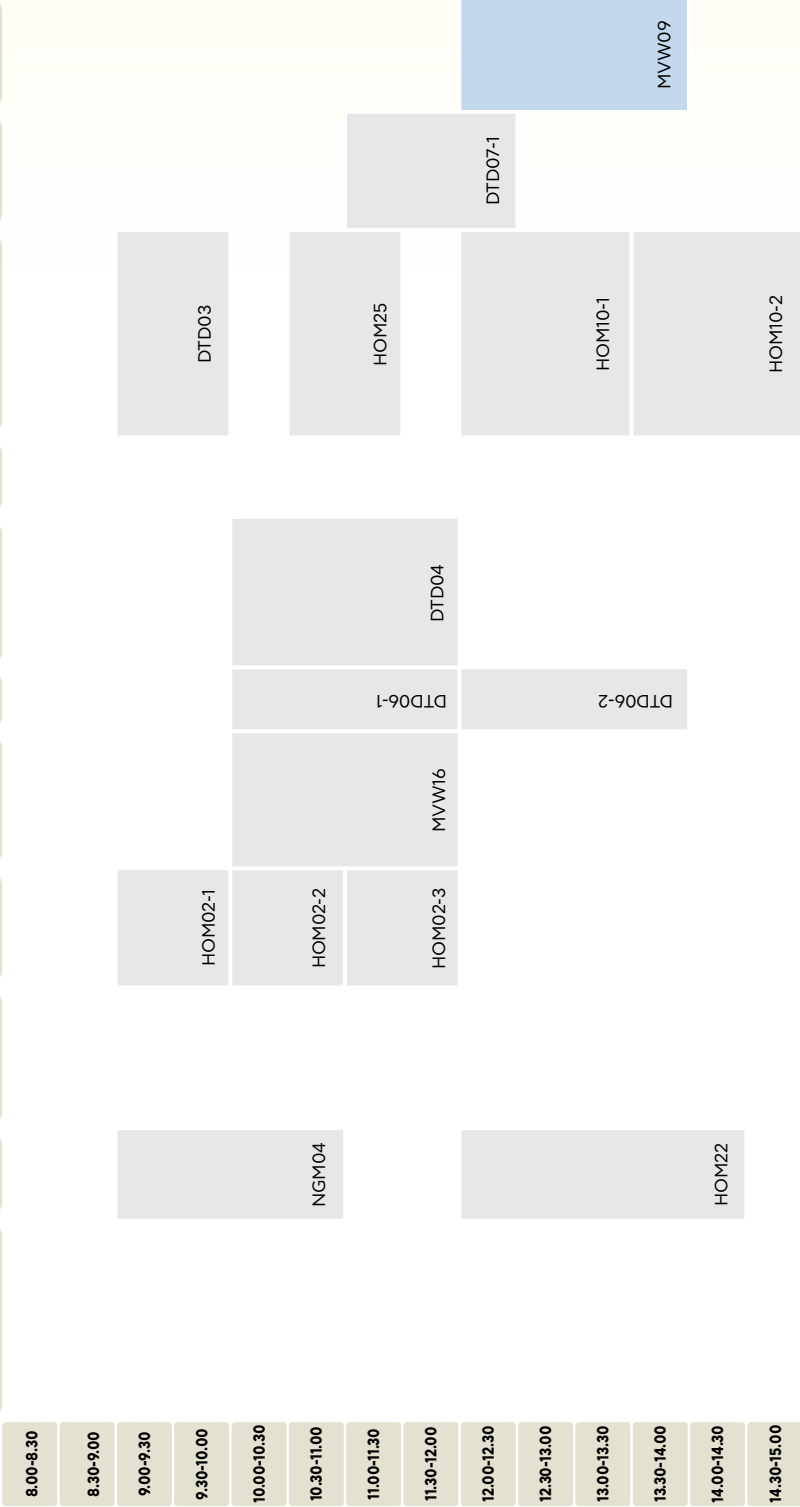 MVW09
DTD07-1
DTD03
HOM25
HOM10-1
HOM10-2
DTD04
DTD06-1
DTD06-2
MVW16
HOM02-1
HOM02-2
HOM02-3
NGM04
HOM22
8.00-8.30
8.30-9.00
9.00-9.30
9.30-10.00
10.00-10.30
10.30-11.00
11.00-11.30
11.30-12.00
12.00-12.30
12.30-13.00
13.00-13.30
13.30-14.00
14.00-14.30
14.30-15.00